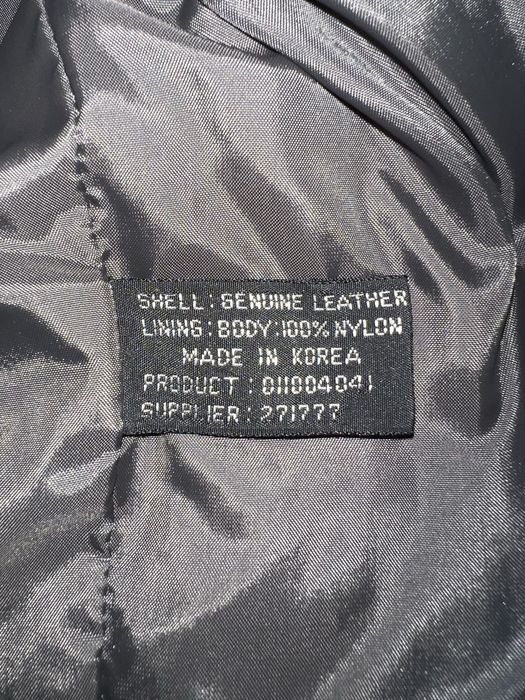 SHELL: GENUINE LEATHER
LINING: BODY:100% NYLON
MADE IN KOREA
PRODUCT : 011004041
SUPPLIER: 271777